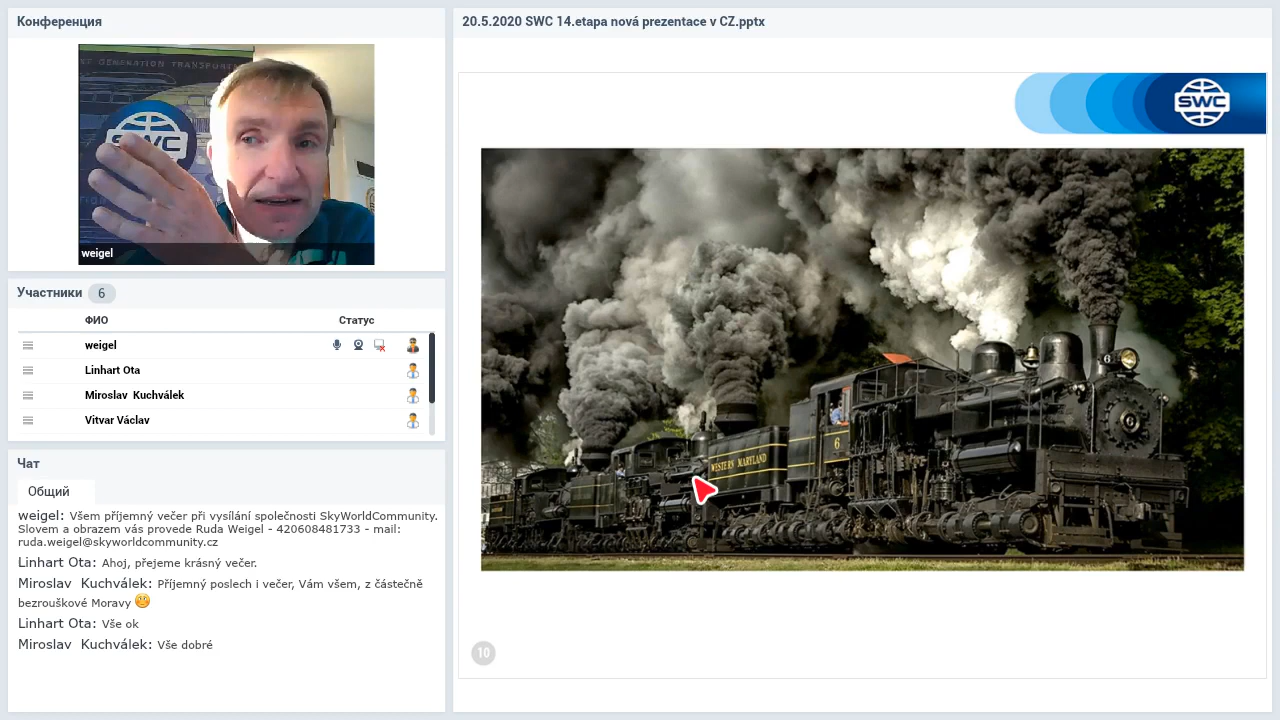 Конференция
SWC
weigel
Участники 6
ФИО Статус
weigel
Linhart Ota
Miroslav Kuchválek
Vitvar Václav
Чат
Общий
weigel: Všem příjemný večer při vysílání společnosti SkyWorldCommunity.
Slovem a obrazem vás provede Ruda Weigel - 420608481733 - mail:
ruda.weigel@skyworldcommunity.cz
Linhart Ota: Ahoj, přejeme krásný večer.
Miroslav Kuchválek: Příjemný poslech i večer, Vám všem, z částečně
bezrouškové Moravy
Linhart Ota: Vše ok
Miroslav Kuchválek: Vše dobré
20.5.2020 SWC 14.etapa nová prezentace v CZ.pptx
SWC
WESTERN MARYLAND
6
6
6
10